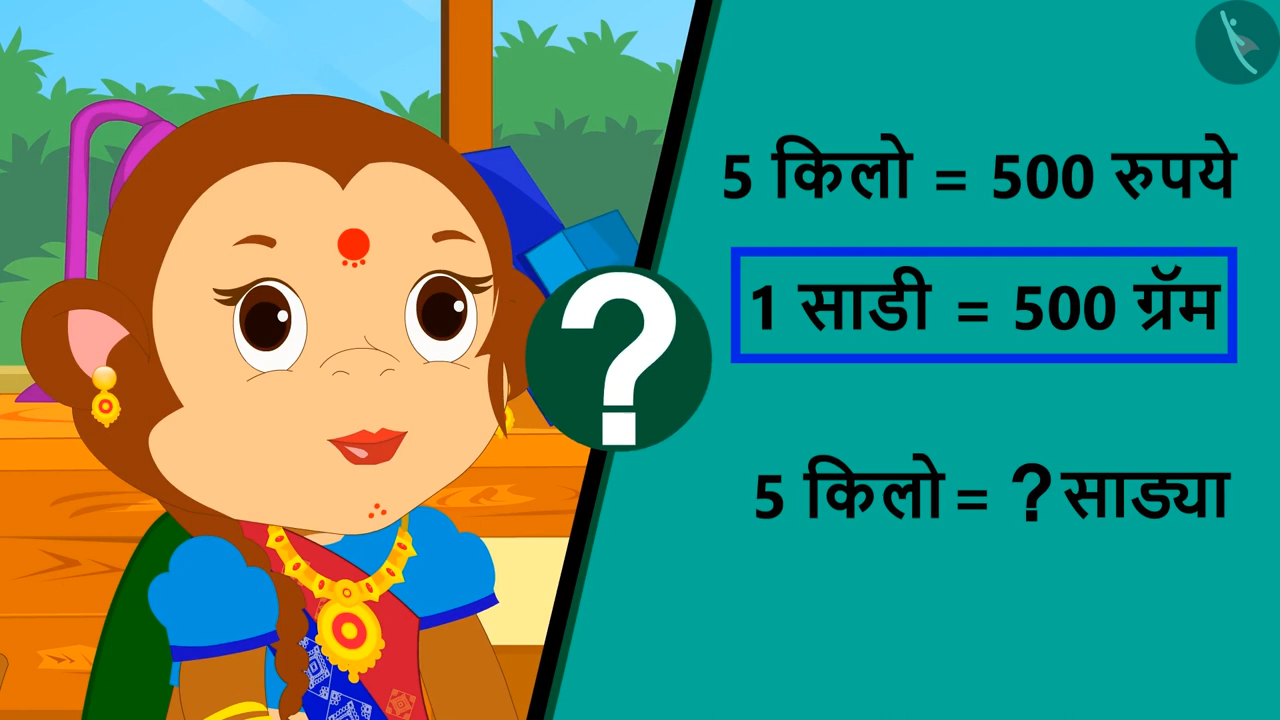 5 किलो = 500 रुपये
1 साडी = 500 ग्रॅम
?
5 किलो = ? साड्या